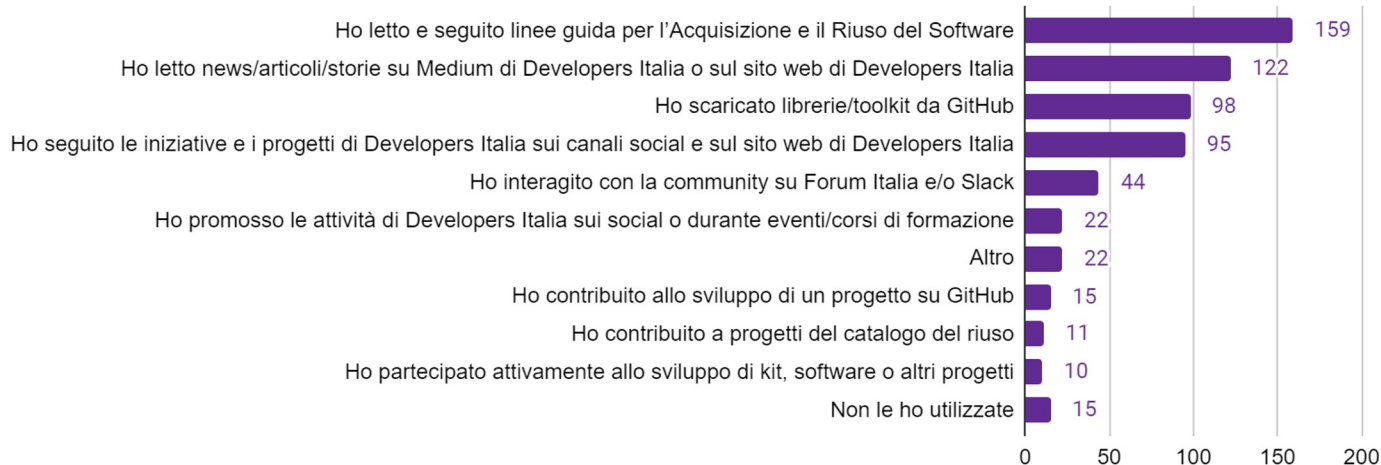 Ho letto e seguito linee guida per l’Acquisizione e il Riuso del Software 159
Ho letto news/articoli/storie su Medium di Developers Italia o sul sito web di Developers Italia 122
Ho scaricato librerie/toolkit da GitHub 98
Ho seguito le iniziative e i progetti di Developers Italia sui canali social e sul sito web di Developers Italia 95
Ho interagito con la community su Forum Italia e/o Slack 44
Ho promosso le attività di Developers Italia sui social o durante eventi/corsi di formazione 22
Altro 22
Ho contribuito allo sviluppo di un progetto su GitHub 15
Ho contribuito a progetti del catalogo del riuso 11
Ho partecipato attivamente allo sviluppo di kit, software o altri progetti 10
Non le ho utilizzate 15
0 50 100 150 200